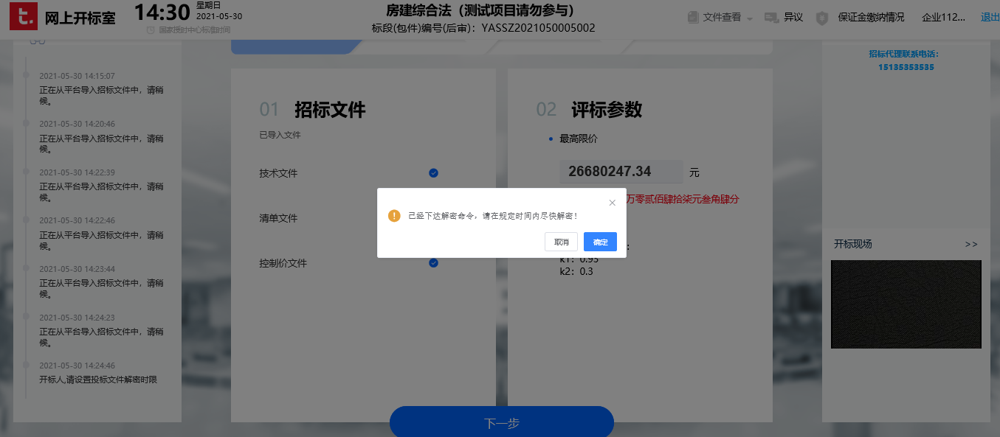 t.
网上开标室
14:30
星期日
2021-05-30
国家授时中心标准时间
房建综合法（测试项目请勿参与）
标段(包件)编号(后审)：YASSZ2021050005002
文件查看
异议
保证金缴纳情况
企业112...
退出
2021-05-30 14:15:07
正在从平台导入招标文件中，请稍
候。
2021-05-30 14:20:46
正在从平台导入招标文件中，请稍
候。
2021-05-30 14:22:39
正在从平台导入招标文件中，请稍
候。
2021-05-30 14:22:46
正在从平台导入招标文件中，请稍
候。
2021-05-30 14:23:44
正在从平台导入招标文件中，请稍
候。
2021-05-30 14:24:23
正在从平台导入招标文件中，请稍
候。
2021-05-30 14:24:46
开标人,请设置投标文件解密时限
01 招标文件
已导入文件
技术文件
清单文件
控制价文件
02 评标参数
最高限价
26680247.34 元
万零贰佰肆拾柒元叁角肆分
:
k1：0.95
k2：0.3
已经下达解密命令，请在规定时间内尽快解密！
取消
确定
下一步
招标代理联系电话：
15135353535
开标现场 >>